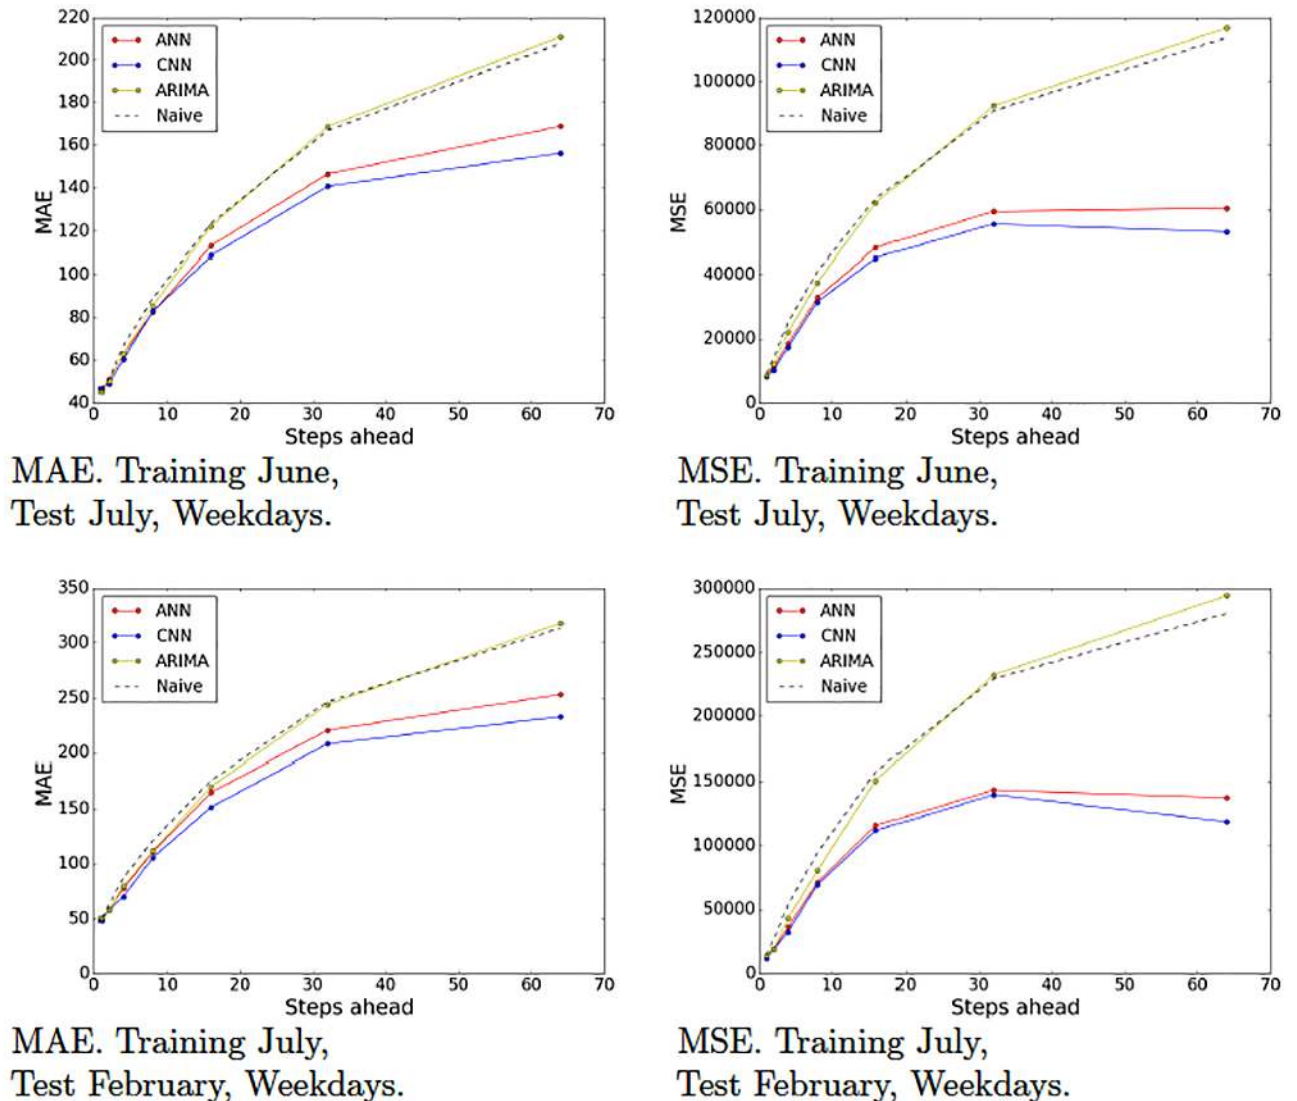 220
200
180
160
140
120
100
80
60
40
MAE
ANN
CNN
ARIMA
Naive
0 10 20 30 40 50 60 70
Steps ahead
MAE. Training June,
Test July, Weekdays.
120000
100000
80000
60000
40000
20000
0
MSE
ANN
CNN
ARIMA
Naive
0 10 20 30 40 50 60 70
Steps ahead
MSE. Training June,
Test July, Weekdays.
350
300
250
200
150
100
50
0
MAE
ANN
CNN
ARIMA
Naive
0 10 20 30 40 50 60 70
Steps ahead
MAE. Training July,
Test February, Weekdays.
300000
250000
200000
150000
100000
50000
0
MSE
ANN
CNN
ARIMA
Naive
0 10 20 30 40 50 60 70
Steps ahead
MSE. Training July,
Test February, Weekdays.